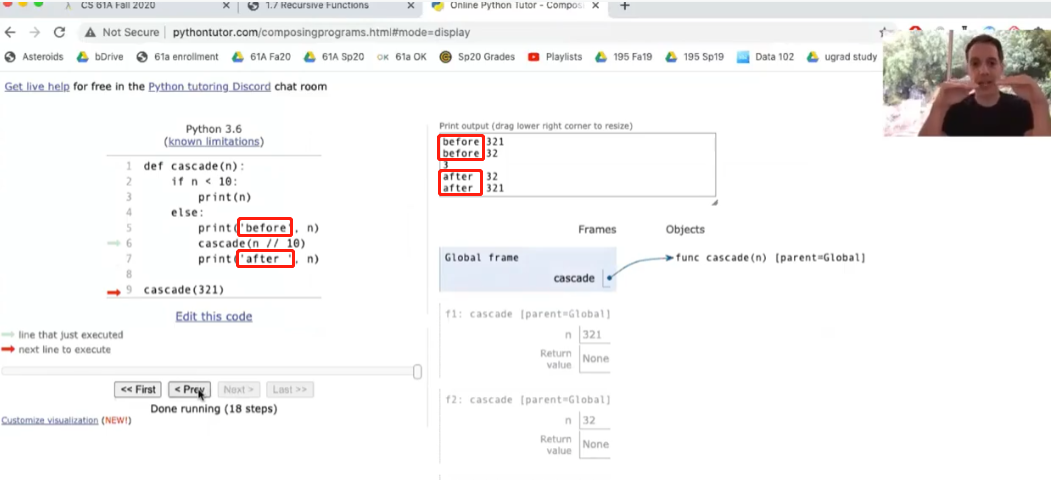 CS 61A Fall 2020
1.7 Recursive Functions
Online Python Tutor - Compos
Not Secure | pythontutor.com/composingprograms.html#mode=display
Asteroids bDrive 61a enrollment 61A Fa20 61A Sp20 OK 61a OK Sp20 Grades Playlists 195 Fa19 195 Sp19 Data 102 ugrad study
Get live help for free in the Python tutoring Discord chat room
Python 3.6
(known limitations)
1 def cascade(n):
2 if n < 10:
3 print(n)
4 else:
5 print('before', n)
6 cascade(n // 10)
7 print('after ', n)
8
9 cascade(321)
Edit this code
line that just executed
next line to execute
<< First < Prev Next > Last >>
Done running (18 steps)
Customize visualization (NEW!)
Print output (drag lower right corner to resize)
before 321
before 32
3
after 32
after 321
Frames Objects
Global frame
cascade
func cascade(n) [parent=Global]
f1: cascade [parent=Global]
n 321
Return
value None
f2: cascade [parent=Global]
n 32
Return
value None